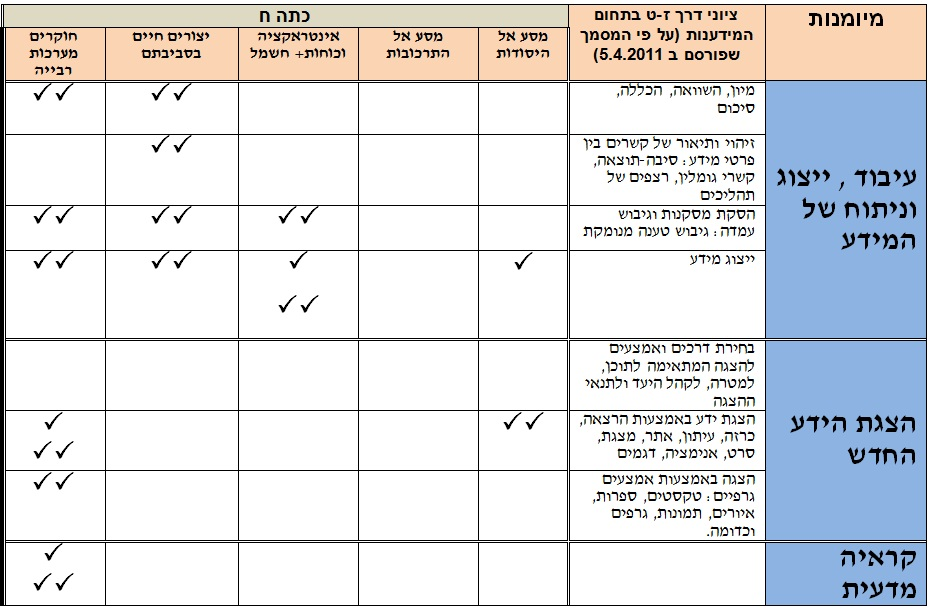 מיומנות
ציוני דרך ז-ט בתחום
המידענות (על פי המסמך
שפורסם ב 5.4.2011)
כתה ח
מסע אל
היסודות
מסע אל
התרכובות
אינטראקציה
וכוחות+ חשמל
יצורים חיים
בסביבתם
חוקרים
מערכות
רבייה
עיבוד , ייצוג
וניתוח של
המידע
מיון, השוואה, הכללה,
סיכום
✓✓
✓✓
זיהוי ותיאור של קשרים בין
פרטי מידע: סיבה-תוצאה,
קשרי גומלין, רצפים של
תהליכים
✓✓
הסקת מסקנות וגיבוש
עמדה: גיבוש טענה מנומקת
✓✓
✓✓
✓✓
ייצוג מידע
✓
✓
✓✓
✓✓
✓✓
הצגת הידע
החדש
בחירת דרכים ואמצעים
להצגה המתאימה לתוכן,
למטרה, לקהל היעד ולתנאי
ההצגה
הצגת ידע באמצעות הרצאה,
כרזה, עיתון, אתר, מצגת,
סרט, אנימציה, דגמים
✓✓
✓
✓✓
הצגה באמצעות אמצעים
גרפיים: טקסטים, ספרות,
איורים, תמונות, גרפים
וכדומה.
✓✓
קראיה
מדעית
✓
✓✓